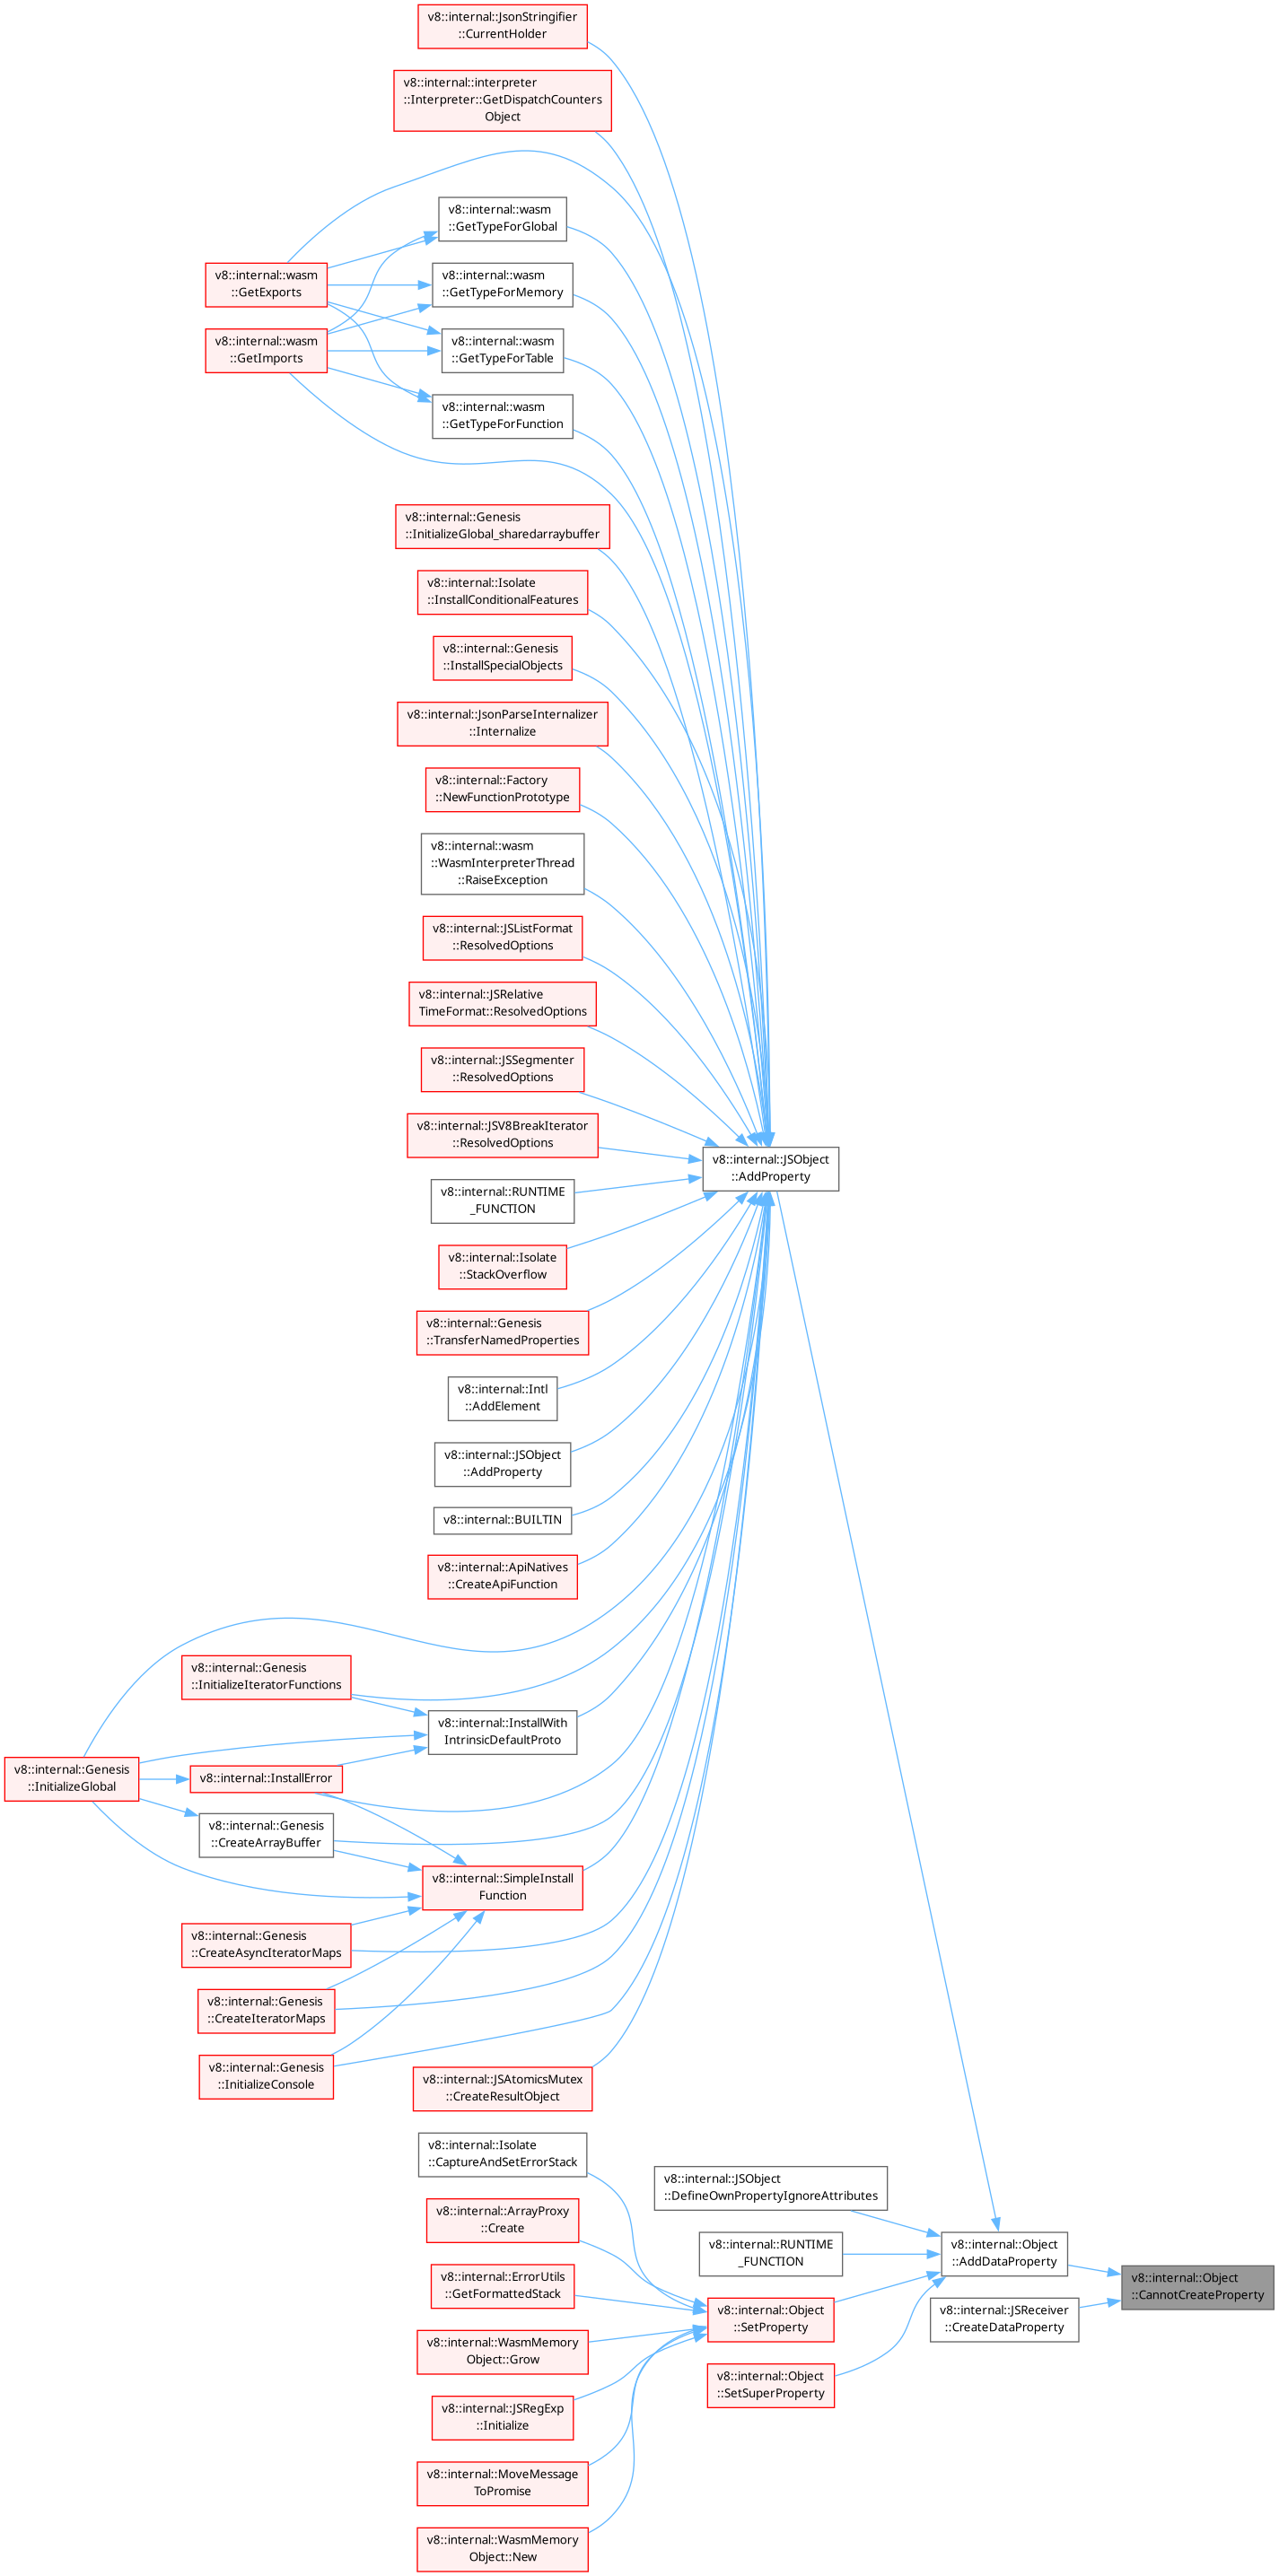 v8::internal::JsonStringifier
::CurrentHolder
v8::internal::interpreter
::Interpreter::GetDispatchCounters
Object
v8::internal::wasm
::GetTypeForGlobal
v8::internal::wasm
::GetExports
v8::internal::wasm
::GetTypeForMemory
v8::internal::wasm
::GetImports
v8::internal::wasm
::GetTypeForTable
v8::internal::wasm
::GetTypeForFunction
v8::internal::Genesis
::InitializeGlobal_sharedarraybuffer
v8::internal::Isolate
::InstallConditionalFeatures
v8::internal::Genesis
::InstallSpecialObjects
v8::internal::JsonParseInternalizer
::Internalize
v8::internal::Factory
::NewFunctionPrototype
v8::internal::wasm
::WasmInterpreterThread
::RaiseException
v8::internal::JSListFormat
::ResolvedOptions
v8::internal::JSRelative
TimeFormat::ResolvedOptions
v8::internal::JSSegmenter
::ResolvedOptions
v8::internal::JSV8BreakIterator
::ResolvedOptions
v8::internal::JSObject
::AddProperty
v8::internal::RUNTIME
_FUNCTION
v8::internal::Isolate
::StackOverflow
v8::internal::Genesis
::TransferNamedProperties
v8::internal::Intl
::AddElement
v8::internal::JSObject
::AddProperty
v8::internal::BUILTIN
v8::internal::ApiNatives
::CreateApiFunction
v8::internal::Genesis
::InitializeIteratorFunctions
v8::internal::InstallWith
IntrinsicDefaultProto
v8::internal::Genesis
::InitializeGlobal
v8::internal::InstallError
v8::internal::Genesis
::CreateArrayBuffer
v8::internal::SimpleInstall
Function
v8::internal::Genesis
::CreateAsyncIteratorMaps
v8::internal::Genesis
::CreateIteratorMaps
v8::internal::Genesis
::InitializeConsole
v8::internal::JSAtomicsMutex
::CreateResultObject
v8::internal::Isolate
::CaptureAndSetErrorStack
v8::internal::JSObject
::DefineOwnPropertyIgnoreAttributes
v8::internal::ArrayProxy
::Create
v8::internal::RUNTIME
_FUNCTION
v8::internal::Object
::AddDataProperty
v8::internal::Object
::CannotCreateProperty
v8::internal::ErrorUtils
::GetFormattedStack
v8::internal::Object
::SetProperty
v8::internal::JSReceiver
::CreateDataProperty
v8::internal::WasmMemory
Object::Grow
v8::internal::Object
::SetSuperProperty
v8::internal::JSRegExp
::Initialize
v8::internal::MoveMessage
ToPromise
v8::internal::WasmMemory
Object::New